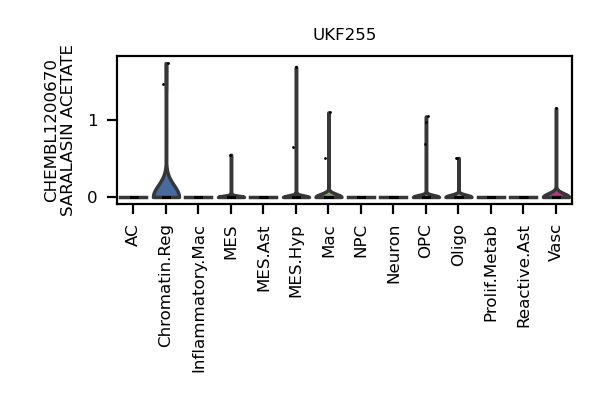 UKF255
CHEMBL1200670
SARALASIN ACETATE
1
0
AC
Chromatin.Reg
Inflammatory.Mac
MES
MES.Ast
MES.Hyp
Mac
NPC
Neuron
OPC
Oligo
Prolif.Metab
Reactive.Ast
Vasc